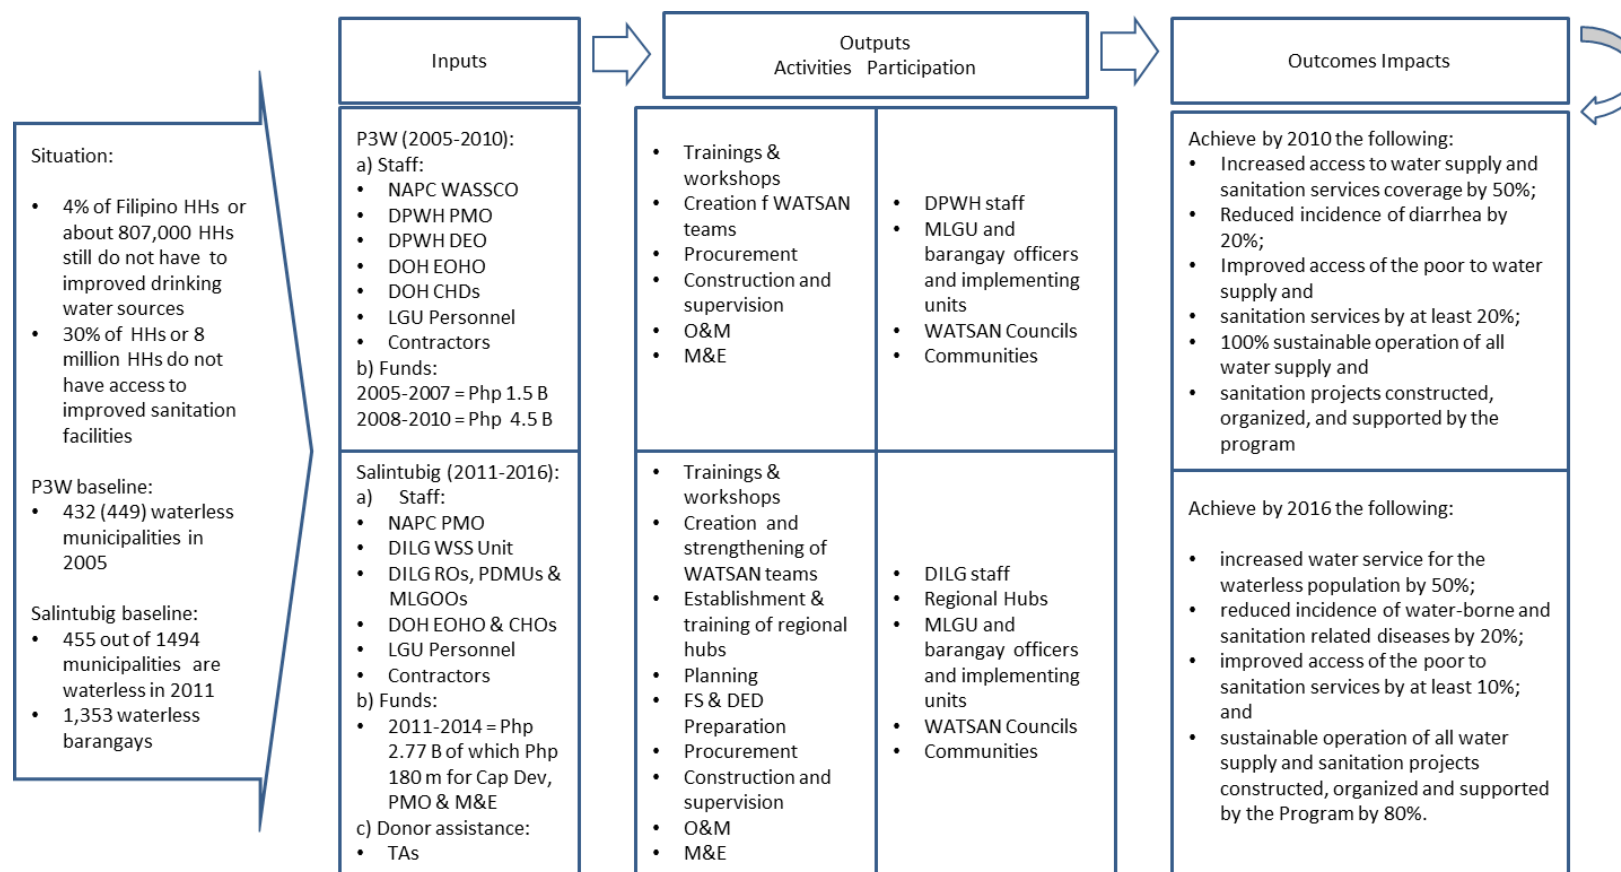 Inputs
Outputs
Activities Participation
Outcomes Impacts
Situation:
• 4% of Filipino HHs or
about 807,000 HHs
still do not have to
improved drinking
water sources
• 30% of HHs or 8
million HHs do not
have access to
improved sanitation
facilities
P3W baseline:
• 432 (449) waterless
municipalities in
2005
Salintubig baseline:
• 455 out of 1494
municipalities are
waterless in 2011
• 1,353 waterless
barangays
P3W (2005-2010):
a) Staff:
• NAPC WASSCO
• DPWH PMO
• DPWH DEO
• DOH EOHO
• DOH CHDs
• LGU Personnel
• Contractors
b) Funds:
2005-2007 = Php 1.5 B
2008-2010 = Php 4.5 B
• Trainings &
workshops
• Creation f WATSAN
teams
• Procurement
• Construction and
supervision
• O&M
• M&E
• DPWH staff
• MLGU and
barangay officers
and implementing
units
• WATSAN Councils
• Communities
Achieve by 2010 the following:
• Increased access to water supply and
sanitation services coverage by 50%;
• Reduced incidence of diarrhea by
20%;
• Improved access of the poor to water
supply and
• sanitation services by at least 20%;
• 100% sustainable operation of all
water supply and
• sanitation projects constructed,
organized, and supported by the
program
Salintubig (2011-2016):
a) Staff:
• NAPC PMO
• DILG WSS Unit
• DILG ROs, PDMUs &
MLGOOs
• DOH EOHO & CHOs
• LGU Personnel
• Contractors
b) Funds:
• 2011-2014 = Php
2.77 B of which Php
180 m for Cap Dev,
PMO & M&E
c) Donor assistance:
• TAs
• Trainings &
workshops
• Creation and
strengthening of
WATSAN teams
• Establishment &
training of regional
hubs
• Planning
• FS & DED
Preparation
• Procurement
• Construction and
supervision
• O&M
• M&E
• DILG staff
• Regional Hubs
• MLGU and
barangay officers
and implementing
units
• WATSAN Councils
• Communities
Achieve by 2016 the following:
• increased water service for the
waterless population by 50%;
• reduced incidence of water-borne and
sanitation related diseases by 20%;
• improved access of the poor to
sanitation services by at least 10%;
and
• sustainable operation of all water
supply and sanitation projects
constructed, organized and supported
by the Program by 80%.